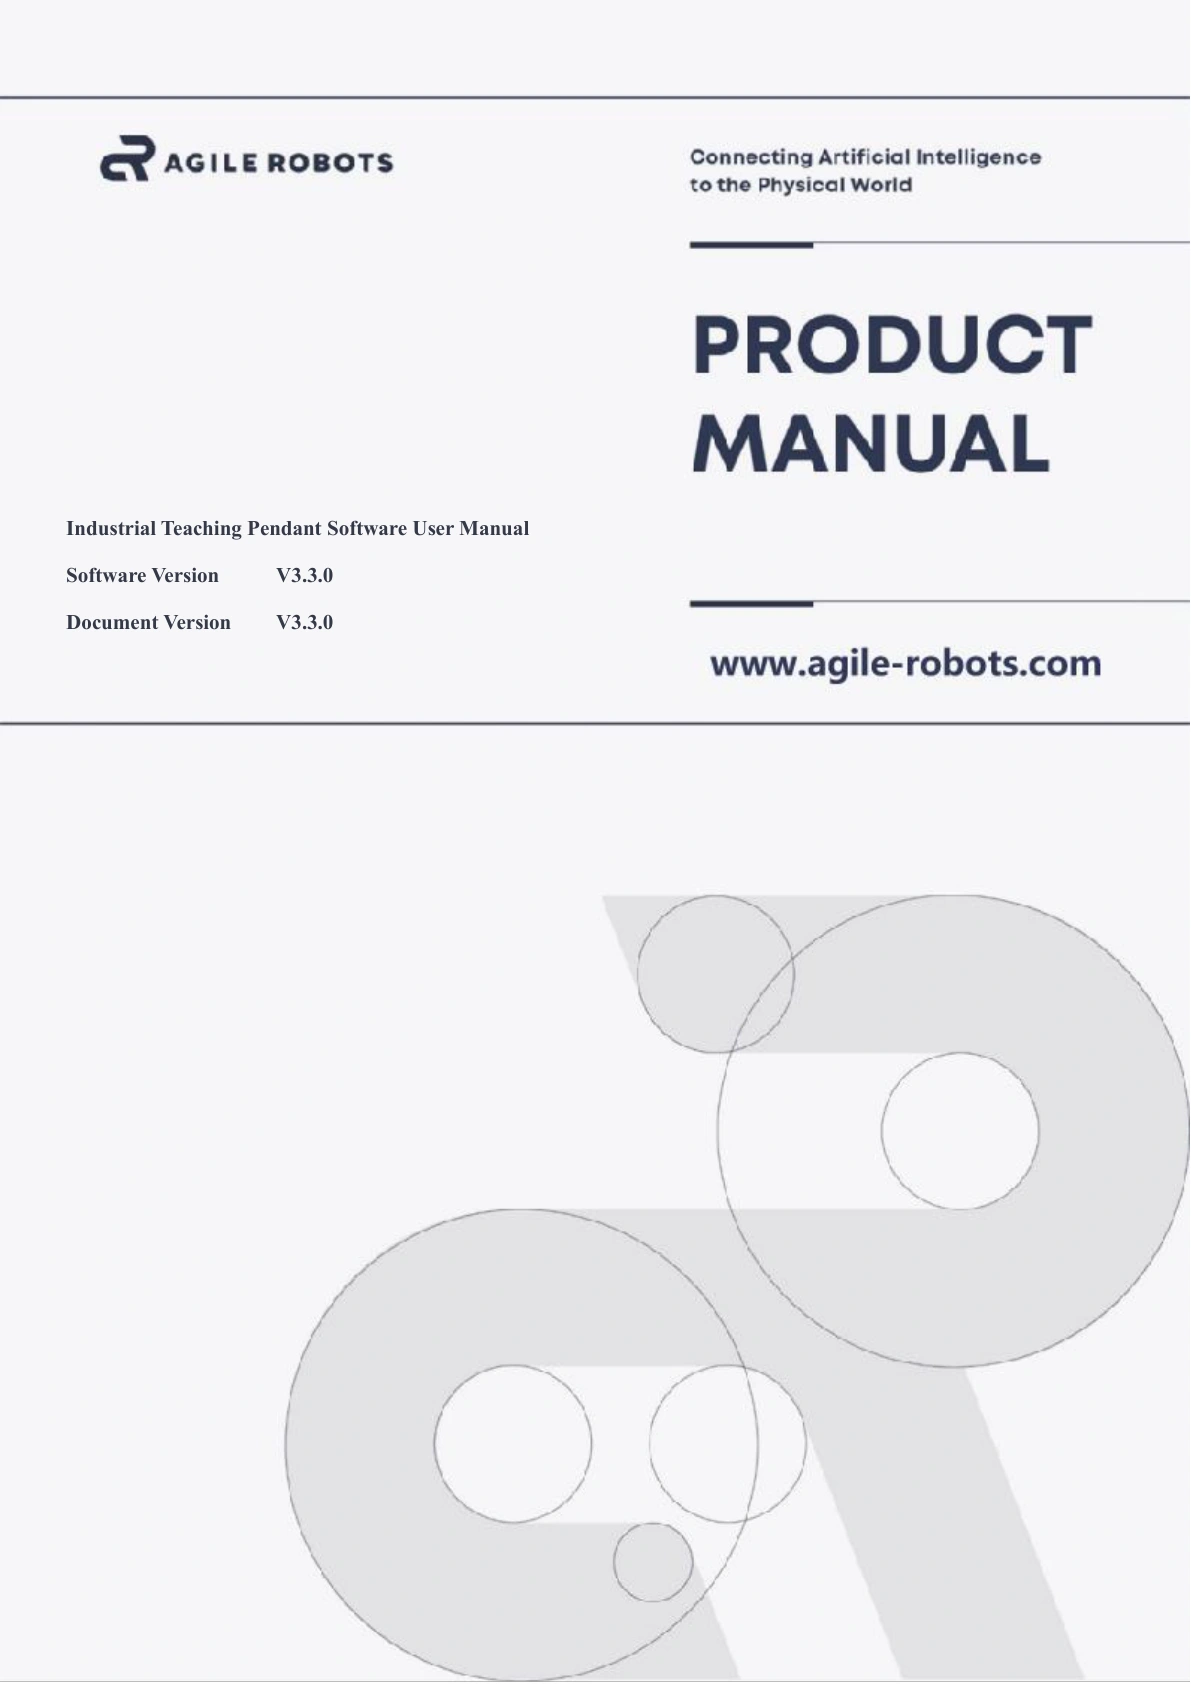 AGILE ROBOTS
Connecting Artificial Intelligence
to the Physical World
PRODUCT
MANUAL
Industrial Teaching Pendant Software User Manual
Software Version V3.3.0
Document Version V3.3.0
www.agile-robots.com